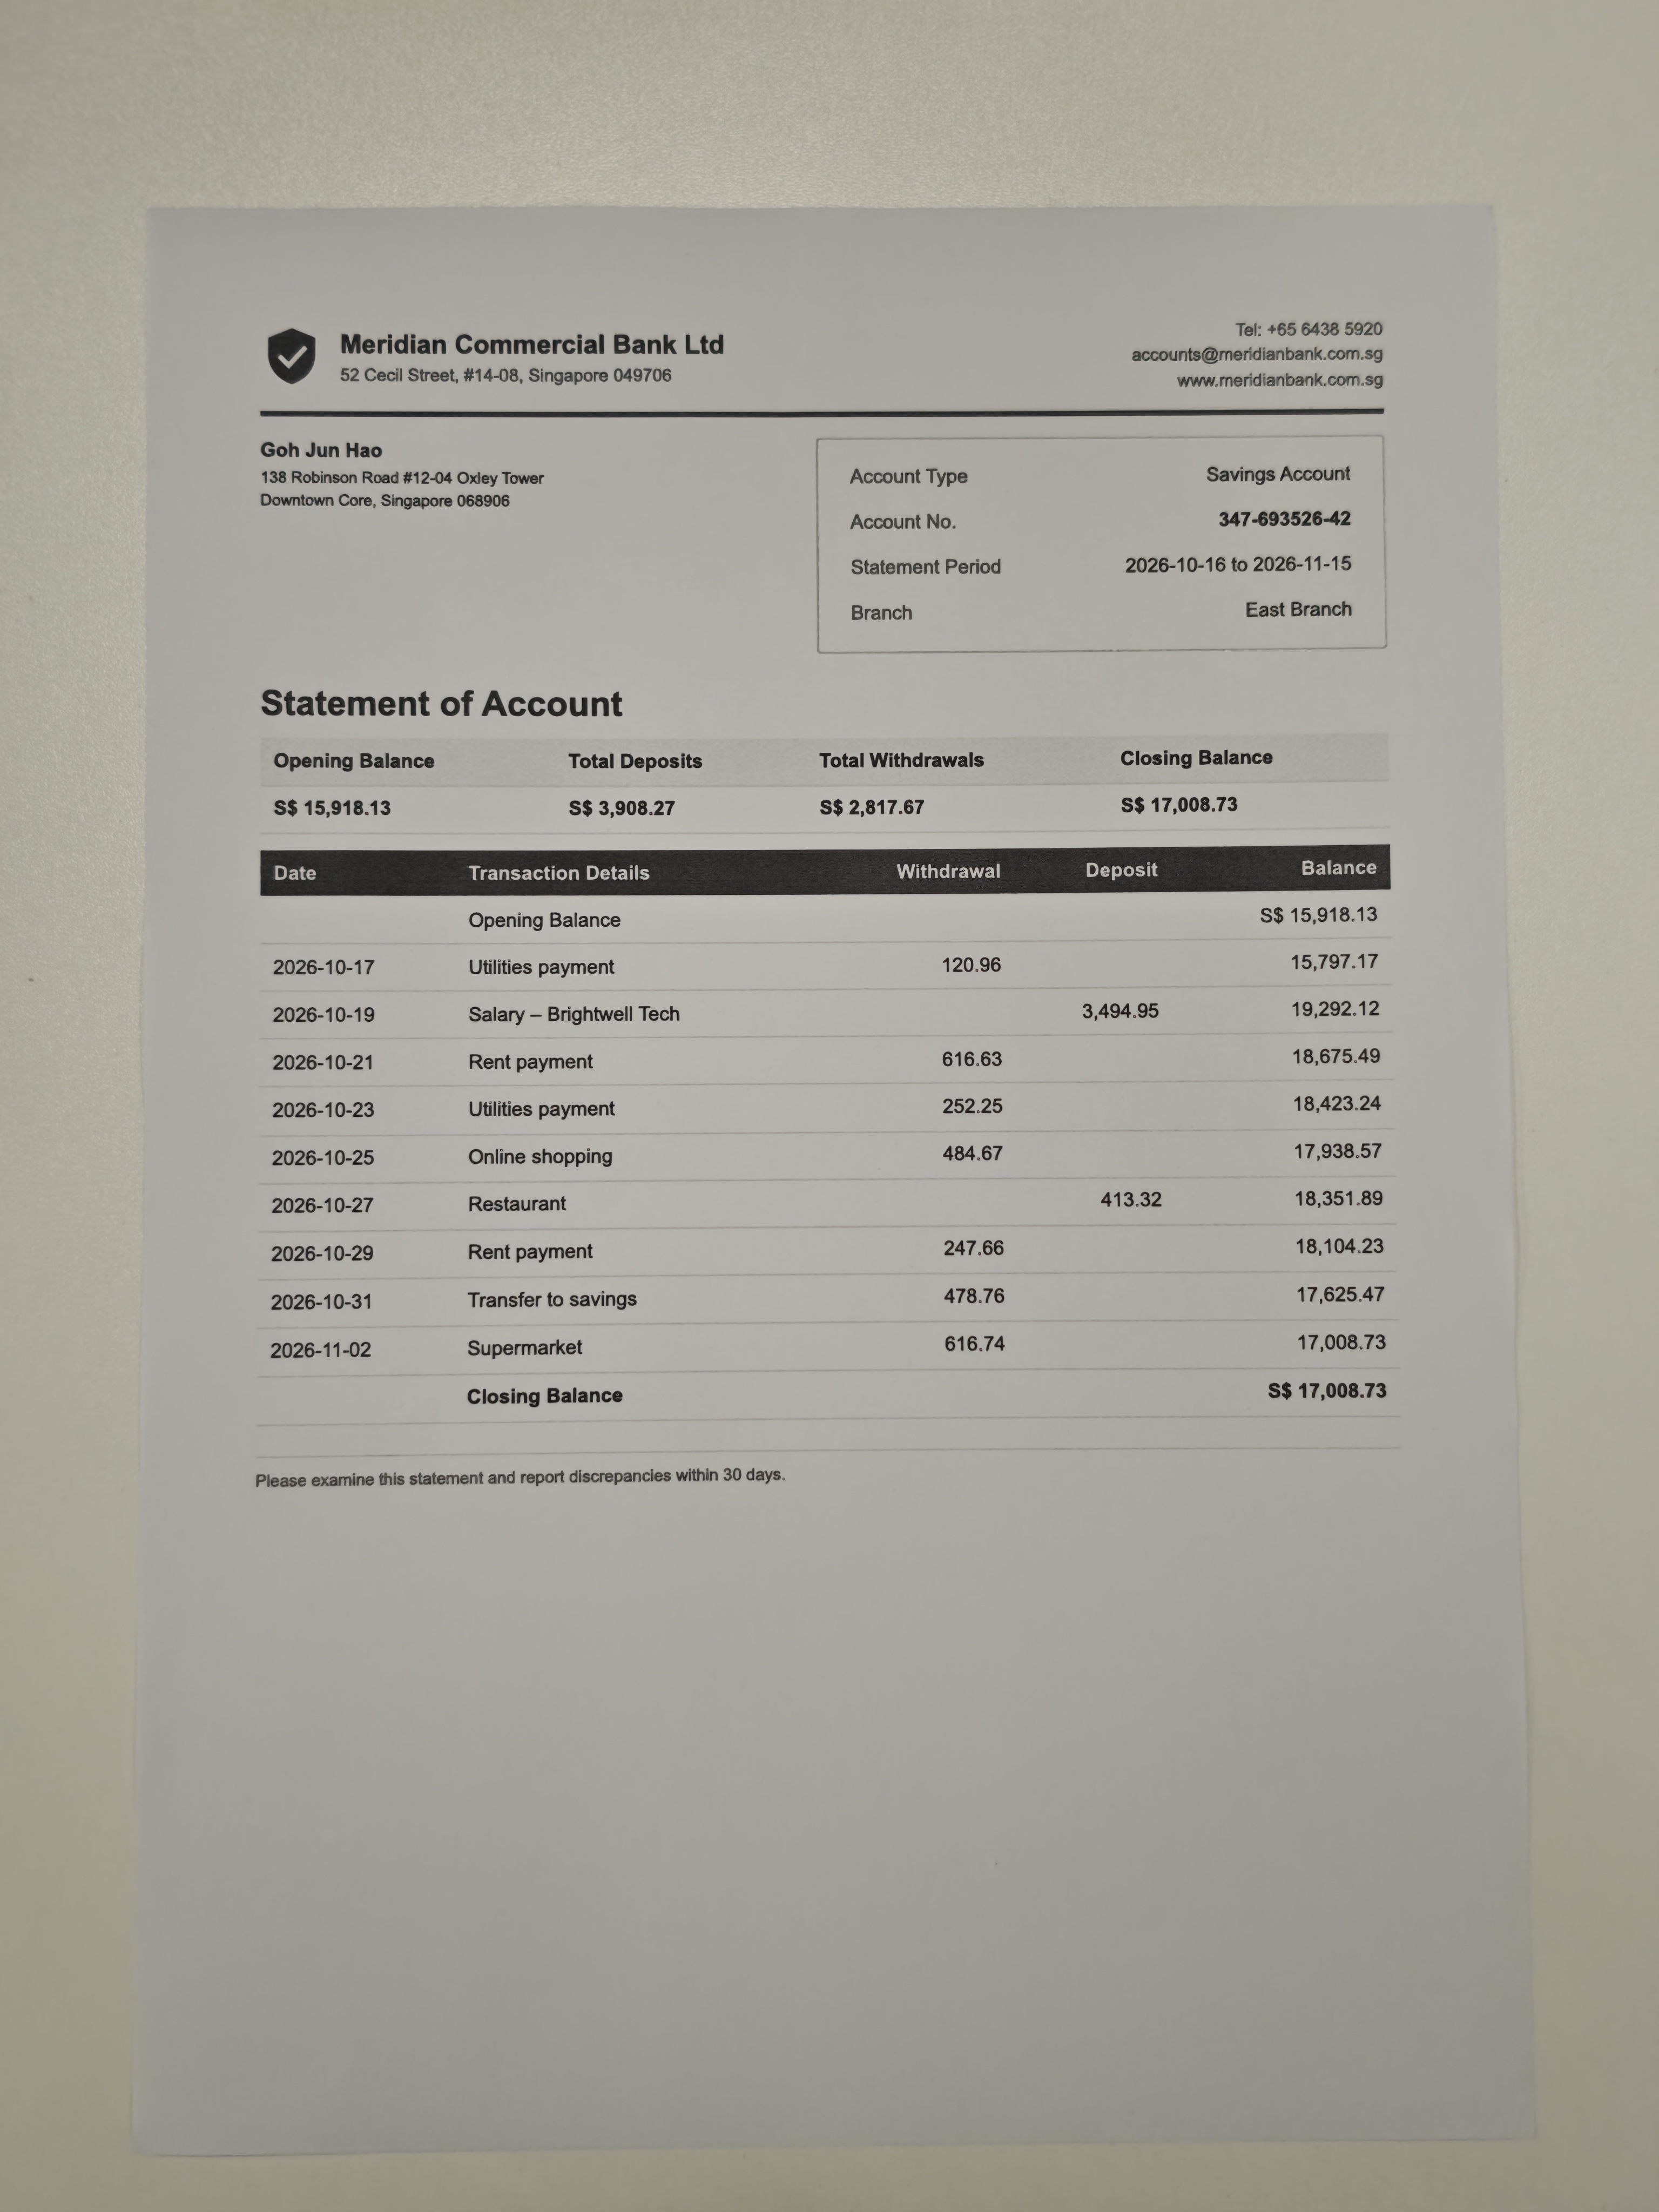 Meridian Commercial Bank Ltd
52 Cecil Street, #14-08, Singapore 049706
Tel: +65 6438 5920
accounts@meridianbank.com.sg
www.meridianbank.com.sg
Goh Jun Hao
138 Robinson Road #12-04 Oxley Tower
Downtown Core, Singapore 068906
Account Type Savings Account
Account No. 347-693526-42
Statement Period 2026-10-16 to 2026-11-15
Branch East Branch
Statement of Account
Opening Balance Total Deposits Total Withdrawals Closing Balance
S$ 15,918.13 S$ 3,908.27 S$ 2,817.67 S$ 17,008.73
Date Transaction Details Withdrawal Deposit Balance
Opening Balance S$ 15,918.13
2026-10-17 Utilities payment 120.96 15,797.17
2026-10-19 Salary – Brightwell Tech 3,494.95 19,292.12
2026-10-21 Rent payment 616.63 18,675.49
2026-10-23 Utilities payment 252.25 18,423.24
2026-10-25 Online shopping 484.67 17,938.57
2026-10-27 Restaurant 413.32 18,351.89
2026-10-29 Rent payment 247.66 18,104.23
2026-10-31 Transfer to savings 478.76 17,625.47
2026-11-02 Supermarket 616.74 17,008.73
Closing Balance S$ 17,008.73
Please examine this statement and report discrepancies within 30 days.